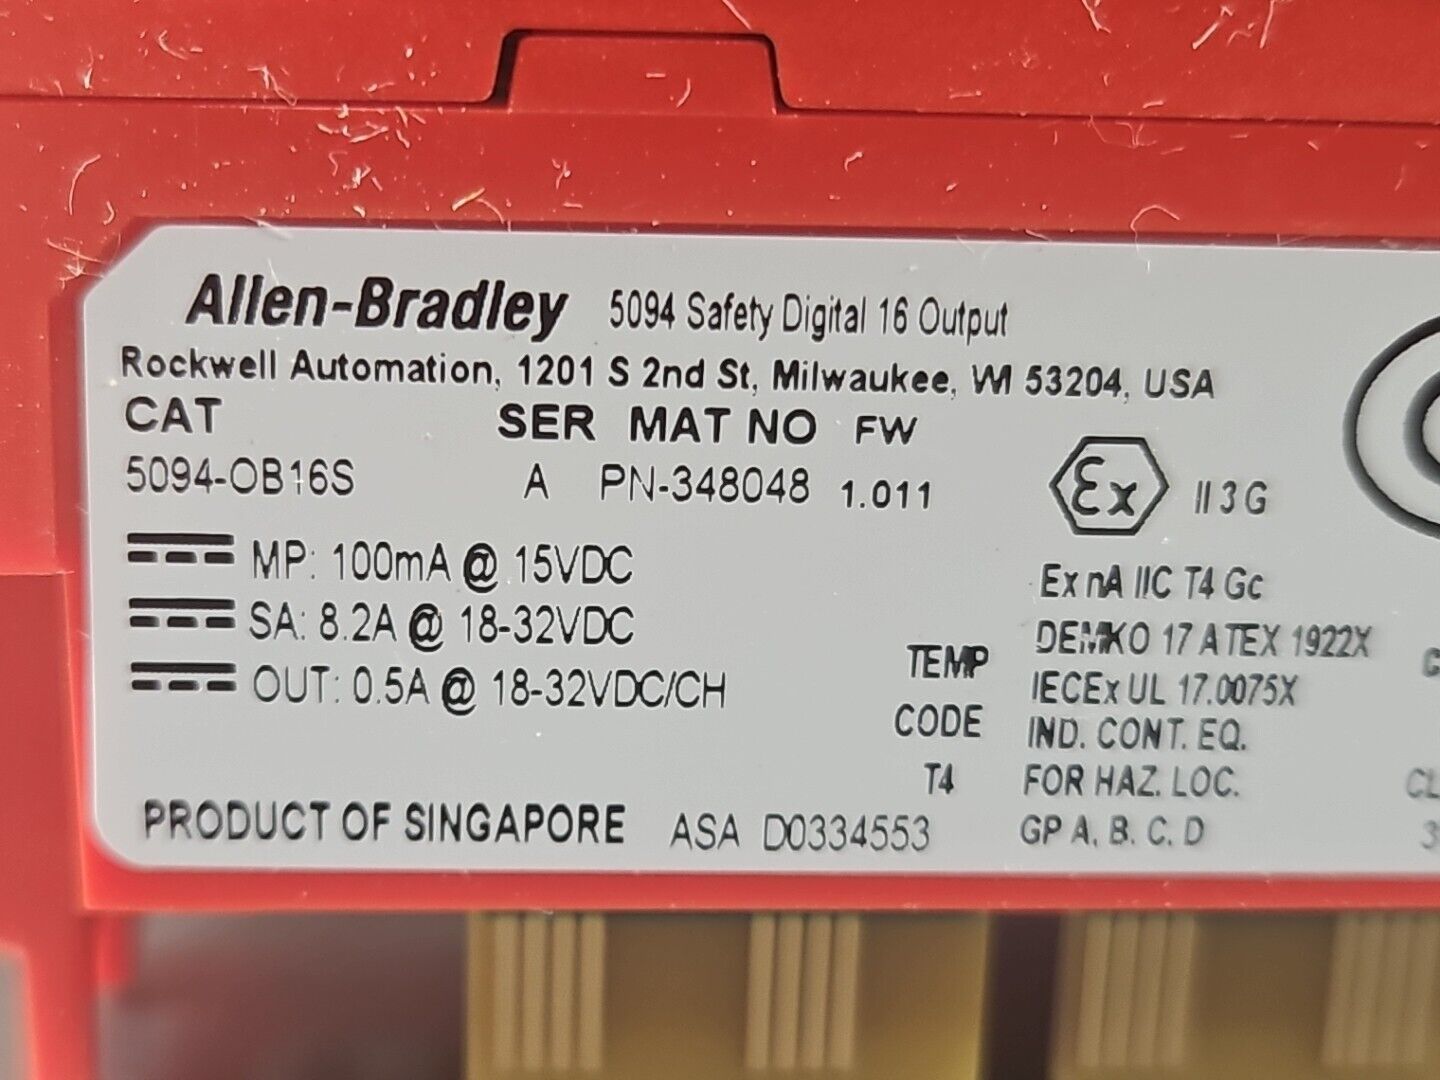 Allen-Bradley 5094 Safety Digital 16 Output
Rockwell Automation, 1201 S 2nd St, Milwaukee, WI 53204, USA
CAT SER MAT NO FW
5094-OB16S A PN-348048 1.011
Ex II 3 G
MP: 100mA @ 15VDC
SA: 8.2A @ 18-32VDC
OUT: 0.5A @ 18-32VDC/CH
TEMP
CODE
T4
Ex nA IIC T4 Gc
DEMKO 17 ATEX 1922X
IECEx UL 17.0075X
IND. CONT. EQ.
FOR HAZ. LOC.
GP A, B, C, D
PRODUCT OF SINGAPORE ASA D0334553